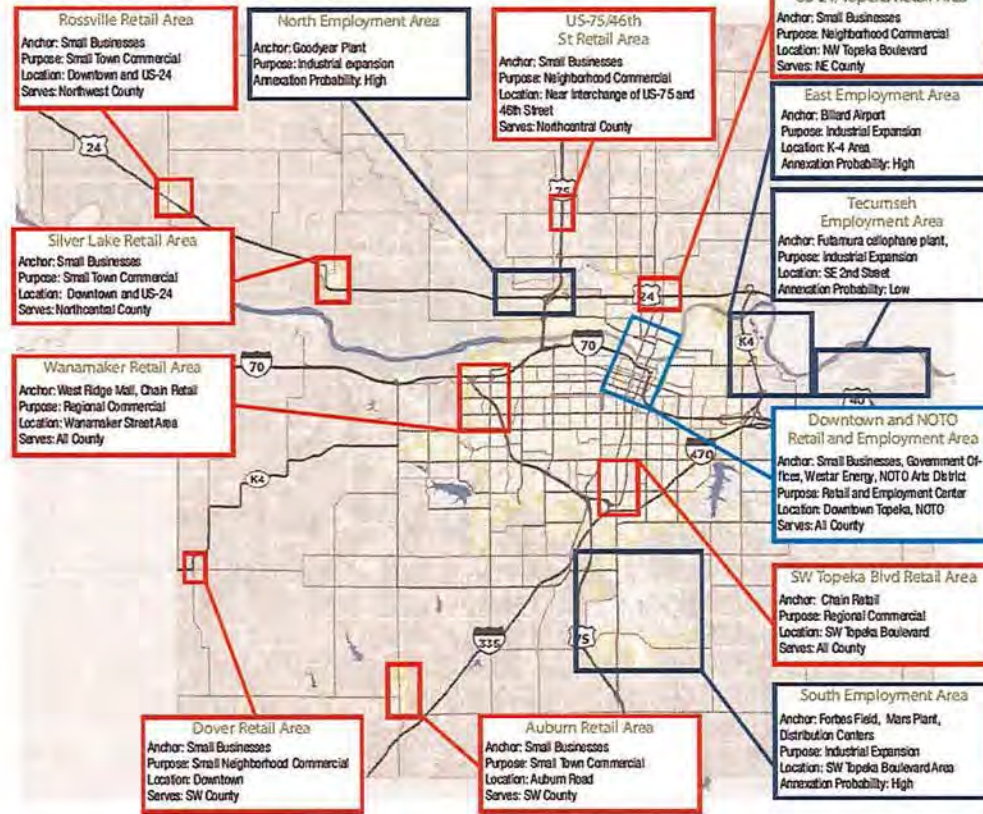 Rossville Retail Area
Anchor: Small Businesses
Purpose: Small Town Commercial
Location: Downtown and US-24
Serves: Northwest County
North Employment Area
Anchor: Goodyear Plant
Purpose: Industrial expansion
Annexation Probability: High
US-75/46th
St Retail Area
Anchor: Small Businesses
Purpose: Neighborhood Commercial
Location: Near Interchange of US-75 and
46th Street
Serves: Northcentral County
US-24/Topeka Retail Area
Anchor: Small Businesses
Purpose: Neighborhood Commercial
Location: NW Topeka Boulevard
Serves: NE County
East Employment Area
Anchor: Billard Airport
Purpose: Industrial Expansion
Location: K-4 Area
Annexation Probability: High
Tecumseh
Employment Area
Anchor: Futamura cellophane plant,
Purpose: Industrial Expansion
Location: SE 2nd Street
Annexation Probability: Low
24
75
Silver Lake Retail Area
Anchor: Small Businesses
Purpose: Small Town Commercial
Location: Downtown and US-24
Serves: Northcentral County
24
70
K4
70
40
Wanamaker Retail Area
Anchor: West Ridge Mall, Chain Retail
Purpose: Regional Commercial
Location: Wanamaker Street Area
Serves: All County
Downtown and NOTO
Retail and Employment Area
Anchor: Small Businesses, Government Of-
fices, Westar Energy, NOTO Arts District
Purpose: Retail and Employment Center
Location: Downtown Topeka, NOTO
Serves: All County
470
K4
SW Topeka Blvd Retail Area
Anchor: Chain Retail
Purpose: Regional Commercial
Location: SW Topeka Boulevard
Serves: All County
335
75
South Employment Area
Anchor: Forbes Field, Mars Plant,
Distribution Centers
Purpose: Industrial Expansion
Location: SW Topeka Boulevard Area
Annexation Probability: High
Dover Retail Area
Anchor: Small Businesses
Purpose: Small Neighborhood Commercial
Location: Downtown
Serves: SW County
Auburn Retail Area
Anchor: Small Businesses
Purpose: Small Town Commercial
Location: Auburn Road
Serves: SW County